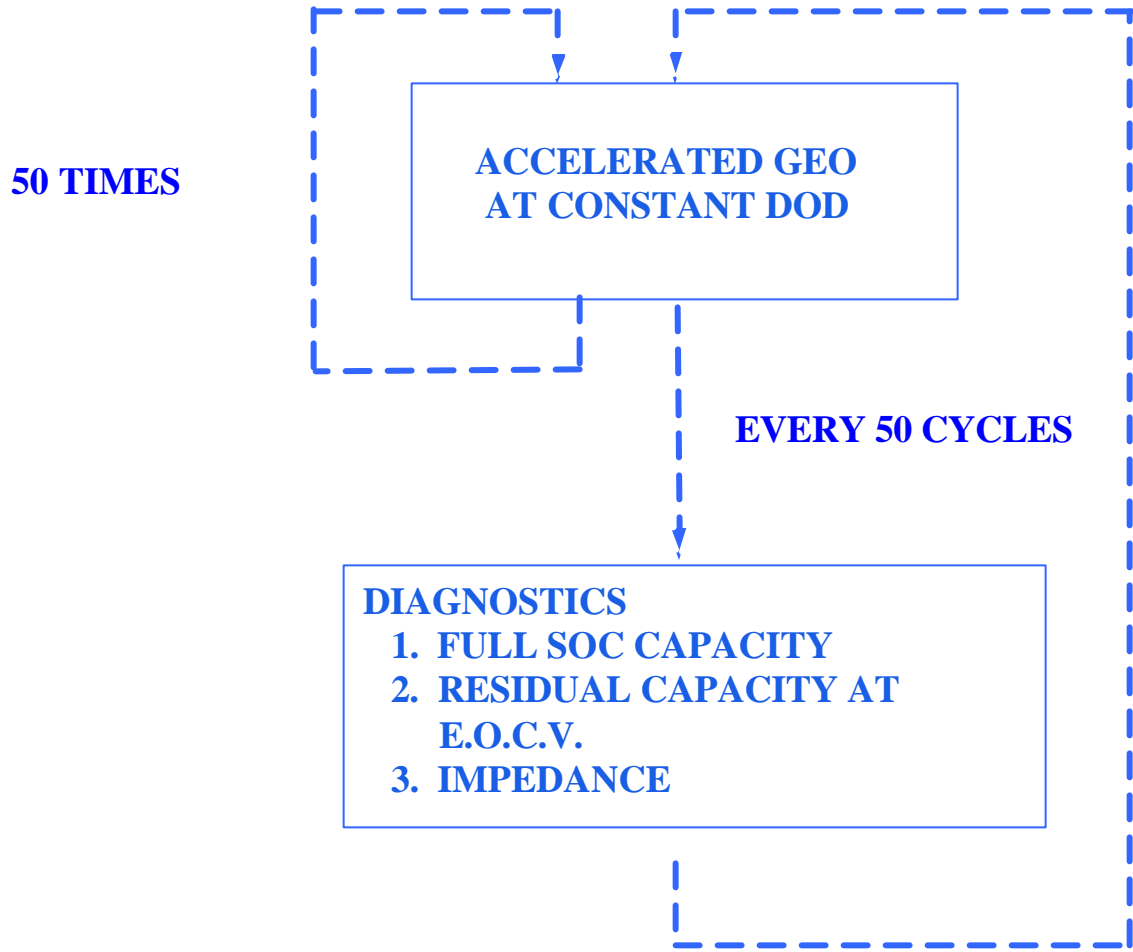 50 TIMES
ACCELERATED GEO
AT CONSTANT DOD
EVERY 50 CYCLES
DIAGNOSTICS
1. FULL SOC CAPACITY
2. RESIDUAL CAPACITY AT
E.O.C.V.
3. IMPEDANCE